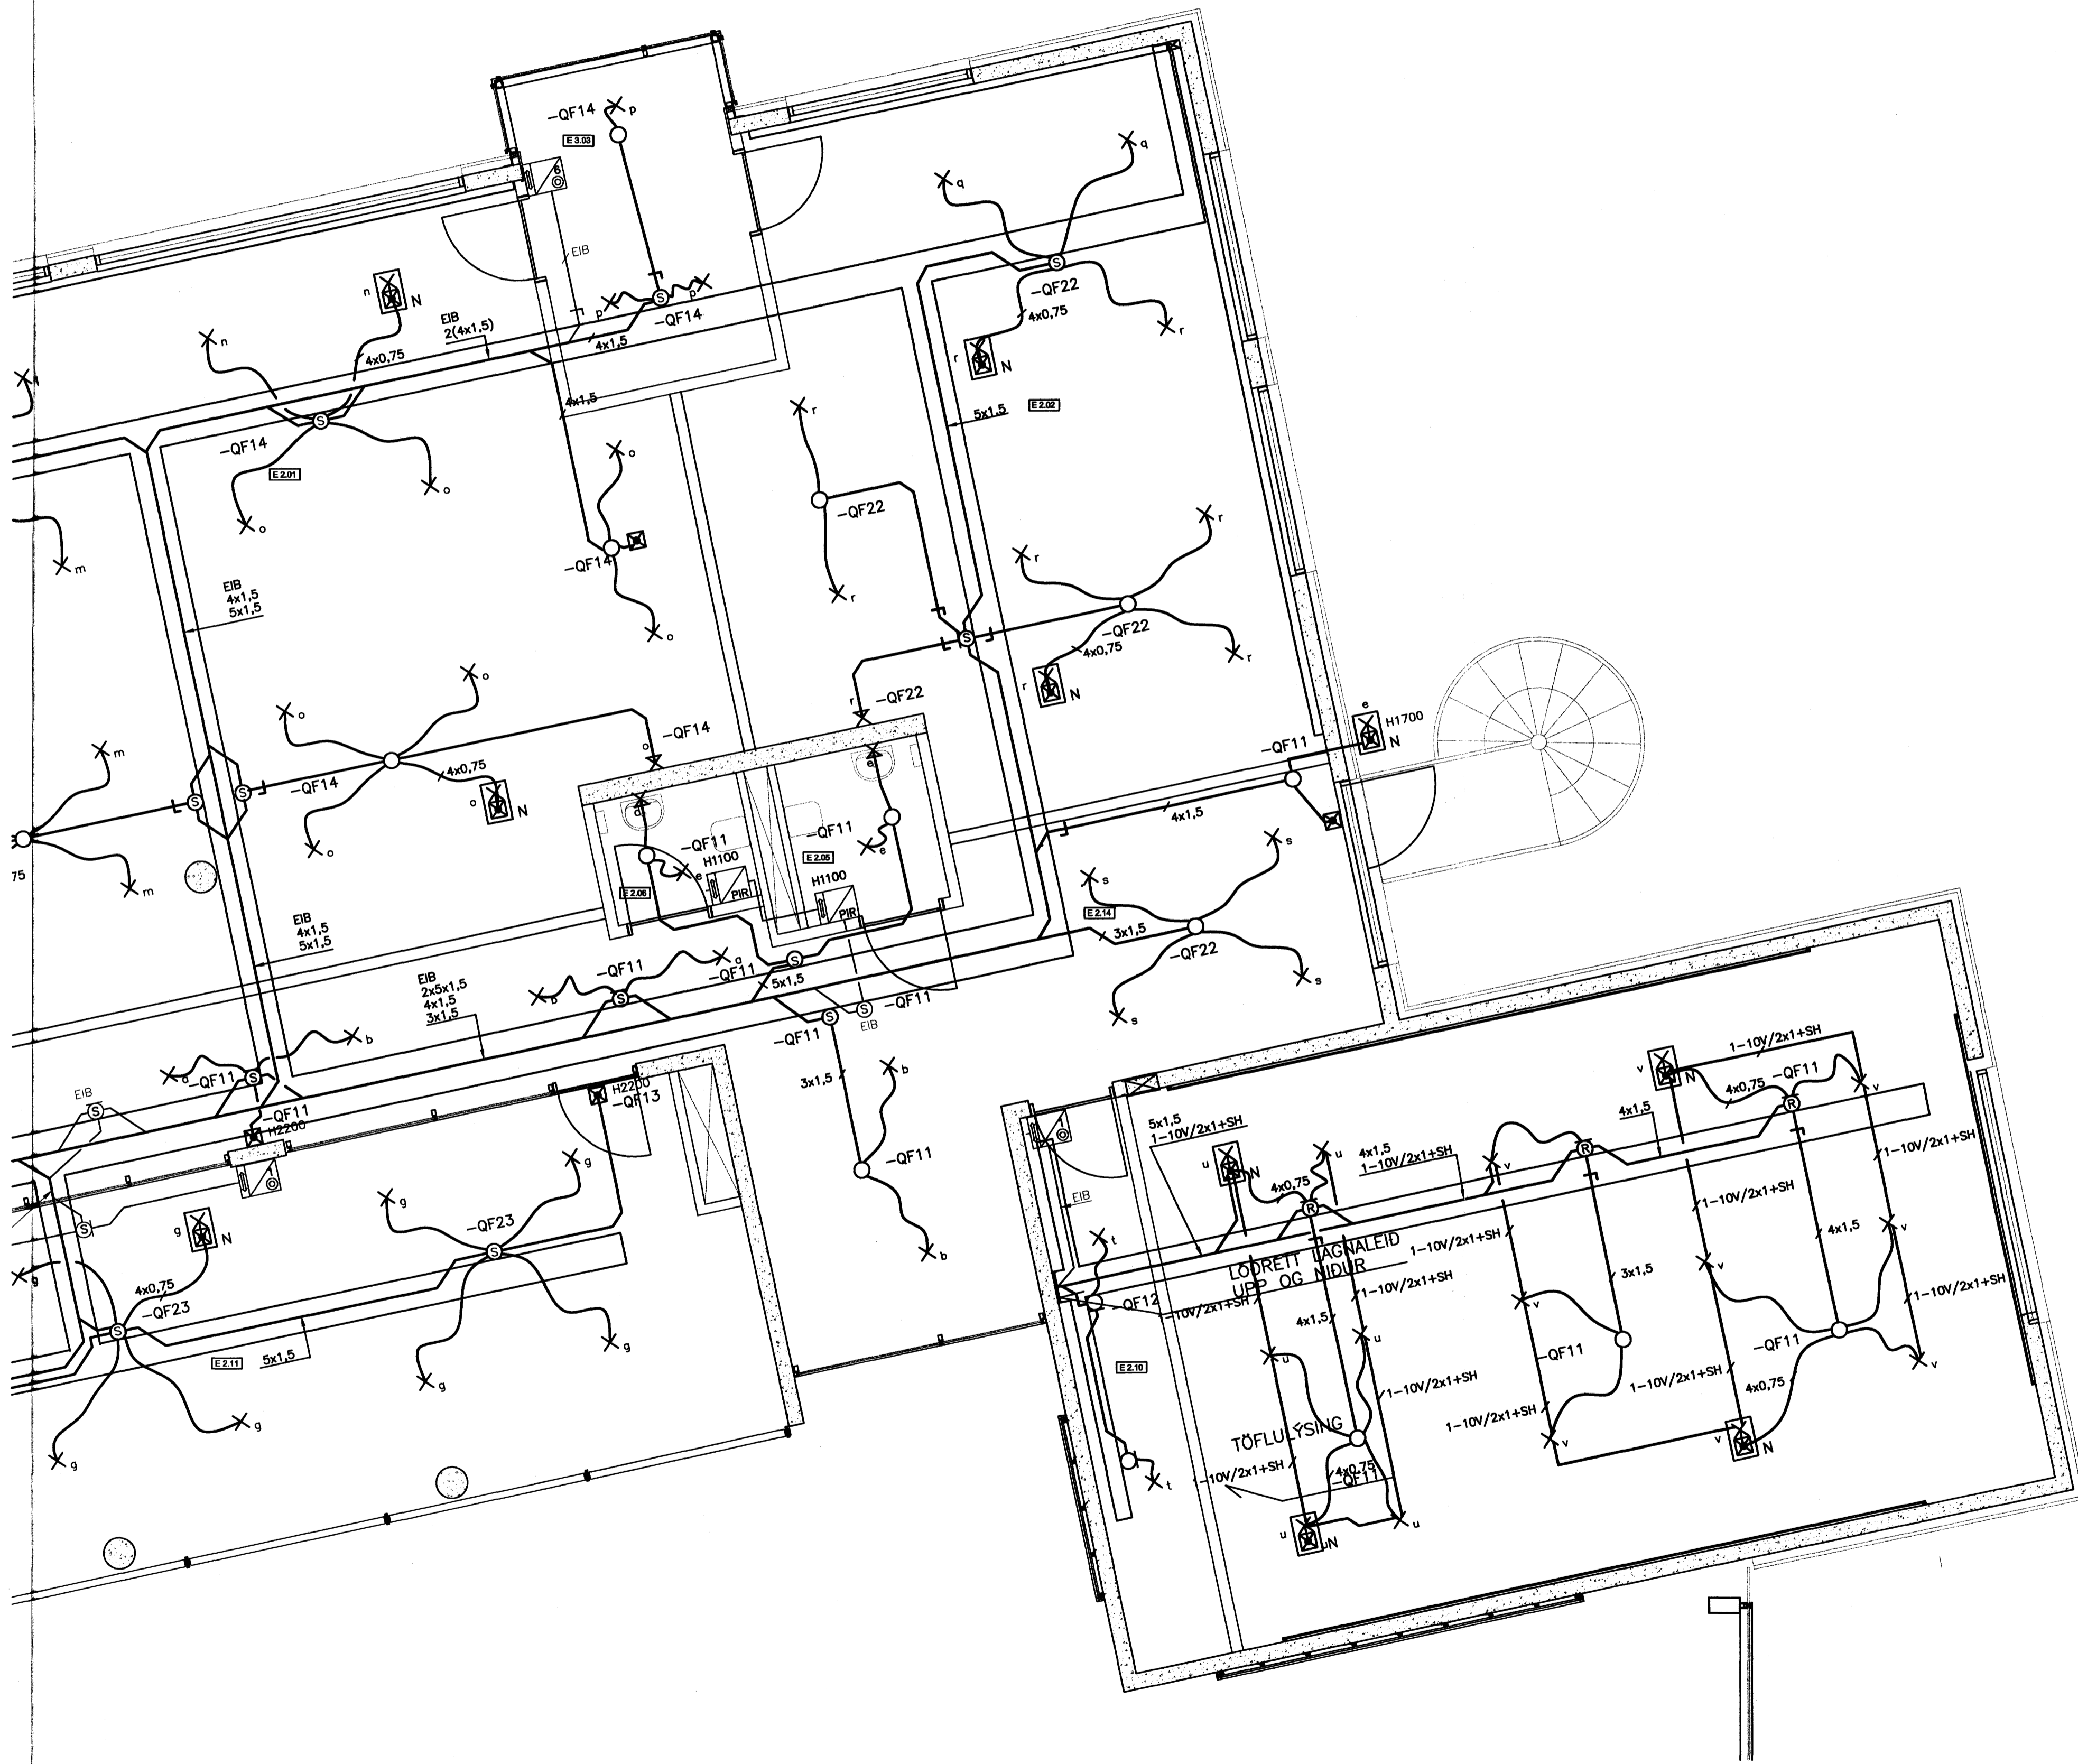 -QF14
p
E 3.03
6
q
q
EIB
n
N
EIB
2(4x1,5)
p
p
-QF14
4x1,5
-QF22
4x0,75
r
r
N
n
4x0,75
4x1,5
r
5x1,5
E 2.02
-QF14
E 2.01
o
o
o
-QF22
r
r
m
-QF14
r
EIB
4x1,5
5x1,5
o
r
-QF22
4x0,75
r
r
N
o
o
-QF22
r
o
-QF14
e
H1700
N
-QF11
m
4x0,75
-QF14
o
N
4x1,5
o
e
-QF11
-QF11
H1100
e
E 2.05
s
75
m
e
H1100
PIR
E 2.06
PIR
s
E 2.14
3x1,5
EIB
4x1,5
5x1,5
-QF22
-QF11
a
-QF11
5x1,5
EIB
2x5x1,5
4x1,5
3x1,5
b
s
s
-QF11
EIB
-QF11
b
a
-QF11
EIB
3x1,5
b
H2200
-QF13
-QF11
H2200
1-10V/2x1+SH
-QF11
v
N
4x0,75
v
5x1,5
1-10V/2x1+SH
4x1,5
4x1,5
1-10V/2x1+SH
u
N
u
4x0,75
v
1-10V/2x1+SH
g
g
-QF11
EIB
1-10V/2x1+SH
g
N
-QF23
b
t
LÓÐRÉTT LAGNALEIÐ
UPP OG NIÐUR
1-10V/2x1+SH
4x1,5
v
v
g
4x0,75
-QF23
1-10V/2x1+SH
3x1,5
1-10V/2x1+SH
-QF12
1-10V/2x1+SH
4x1,5
v
u
u
-QF11
-QF11
E 2.11
5x1,5
g
g
E 2.10
1-10V/2x1+SH
1-10V/2x1+SH
4x0,75
v
g
TÖFLULÝSING
1-10V/2x1+SH
v
v
N
g
t
1-10V/2x1+SH
4x0,75
-QF11
u
u
N